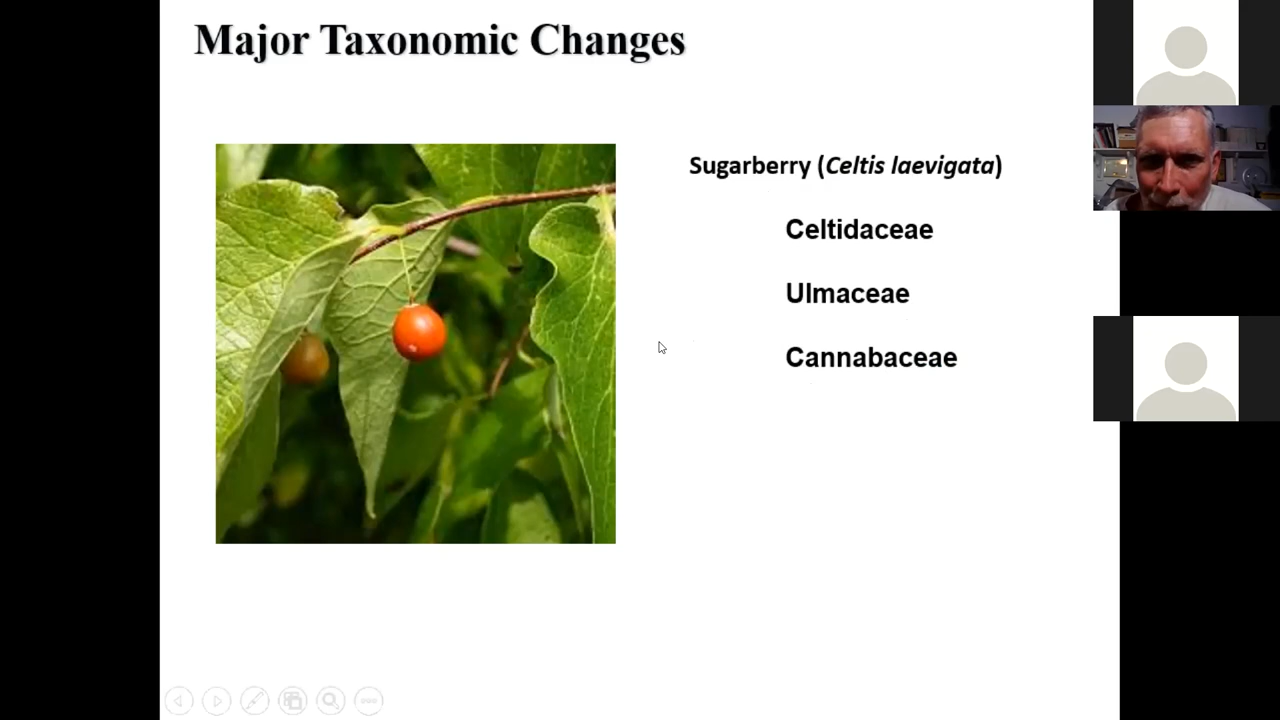 Major Taxonomic Changes
Sugarberry (Celtis laevigata)
Celtidaceae
Ulmaceae
Cannabaceae